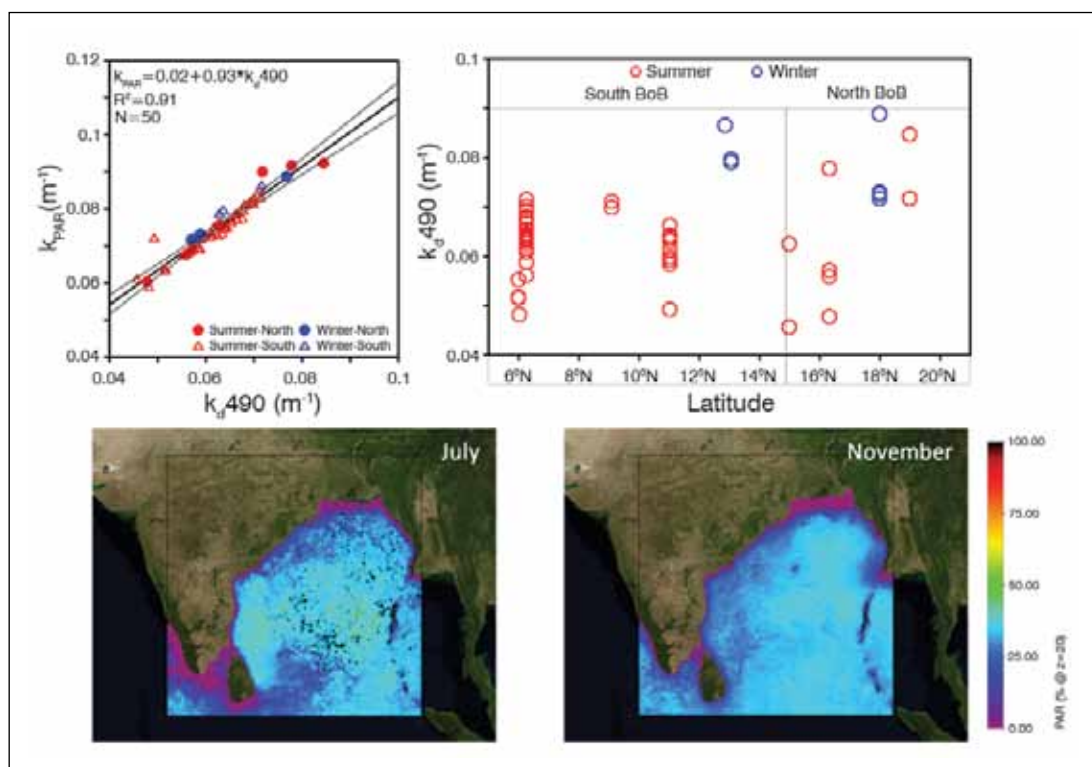 0.12
0.1
0.08
0.06
0.04
k_PAR (m⁻¹)
k_PAR=0.02+0.93*k_d490
R²=0.91
N=50
Summer-North
Winter-North
Summer-South
Winter-South
0.04
0.06
0.08
0.1
k_d490 (m⁻¹)
Summer
Winter
South BoB
North BoB
0.1
0.08
0.06
0.04
k_d490 (m⁻¹)
6°N
8°N
10°N
12°N
14°N
16°N
18°N
20°N
Latitude
July
November
100.00
75.00
50.00
25.00
0.00
PAR (% @ z=20)